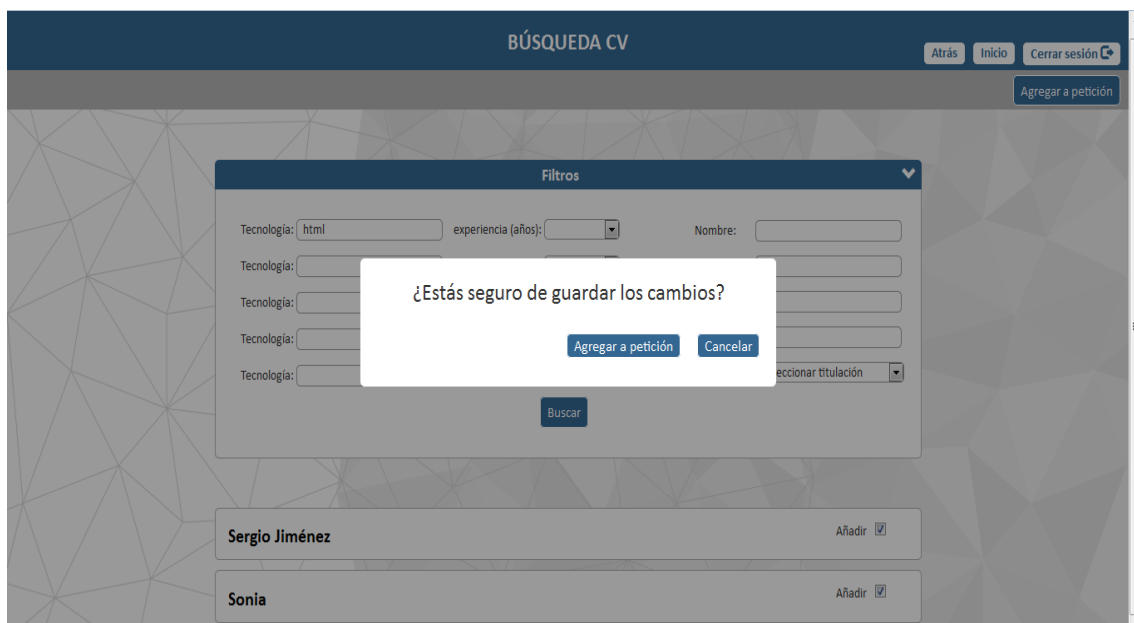 BÚSQUEDA CV
Atrás Inicio Cerrar sesión
Agregar a petición
Filtros
Tecnología: html experiencia (años): Nombre:
Tecnología:
Tecnología:
¿Estás seguro de guardar los cambios?
Tecnología:
Agregar a petición Cancelar
Tecnología: eccionar titulación
Buscar
Sergio Jiménez Añadir
Sonia Añadir